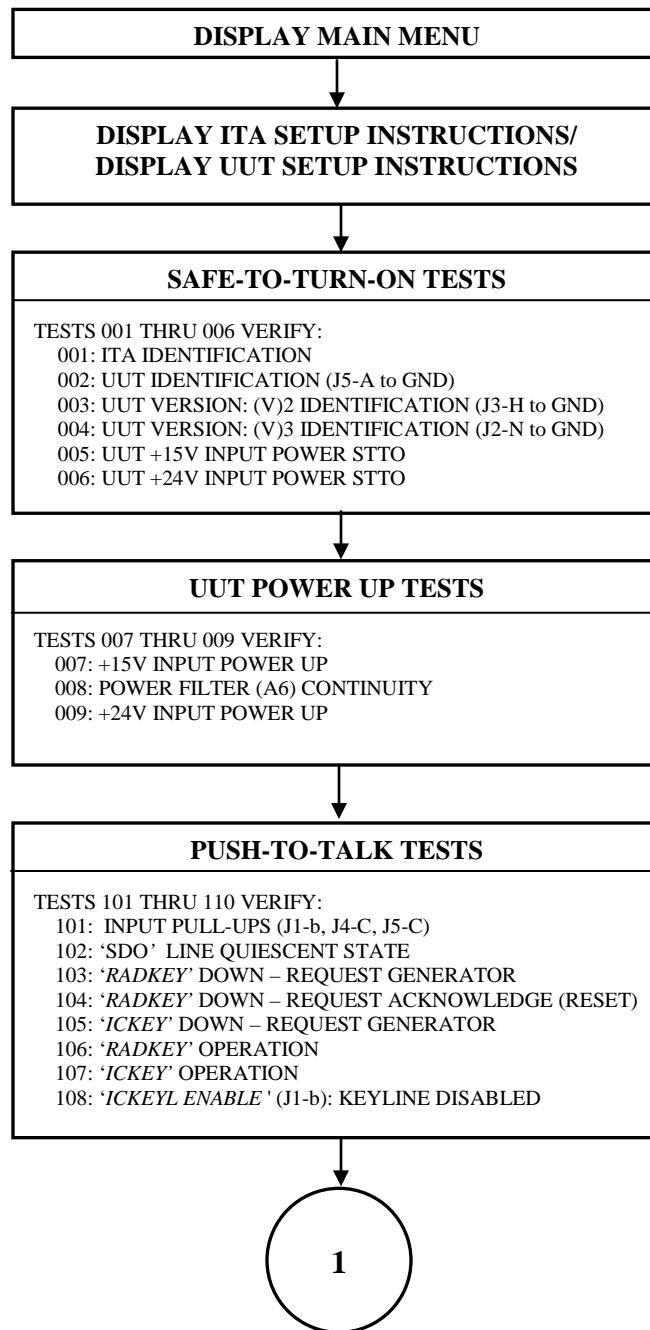 DISPLAY MAIN MENU
DISPLAY ITA SETUP INSTRUCTIONS/
DISPLAY UUT SETUP INSTRUCTIONS
SAFE-TO-TURN-ON TESTS
TESTS 001 THRU 006 VERIFY:
001: ITA IDENTIFICATION
002: UUT IDENTIFICATION (J5-A to GND)
003: UUT VERSION: (V)2 IDENTIFICATION (J3-H to GND)
004: UUT VERSION: (V)3 IDENTIFICATION (J2-N to GND)
005: UUT +15V INPUT POWER STTO
006: UUT +24V INPUT POWER STTO
UUT POWER UP TESTS
TESTS 007 THRU 009 VERIFY:
007: +15V INPUT POWER UP
008: POWER FILTER (A6) CONTINUITY
009: +24V INPUT POWER UP
PUSH-TO-TALK TESTS
TESTS 101 THRU 110 VERIFY:
101: INPUT PULL-UPS (J1-b, J4-C, J5-C)
102: ‘SDO’ LINE QUIESCENT STATE
103: ‘RADKEY’ DOWN – REQUEST GENERATOR
104: ‘RADKEY’ DOWN – REQUEST ACKNOWLEDGE (RESET)
105: ‘ICKEY’ DOWN – REQUEST GENERATOR
106: ‘RADKEY’ OPERATION
107: ‘ICKEY’ OPERATION
108: ‘ICKEYL ENABLE ' (J1-b): KEYLINE DISABLED
1